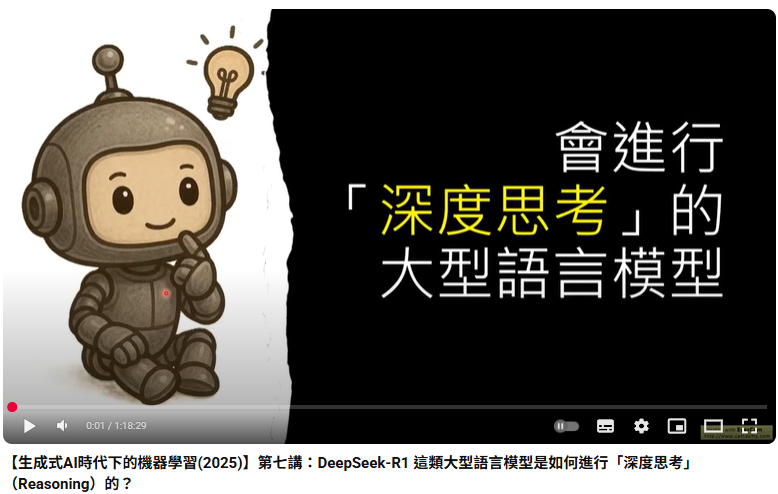 會進行
「深度思考」的
大型語言模型
0:01 / 1:18:29
【生成式AI時代下的機器學習(2025)】第七講：DeepSeek-R1 這類大型語言模型是如何進行「深度思考」
（Reasoning）的？